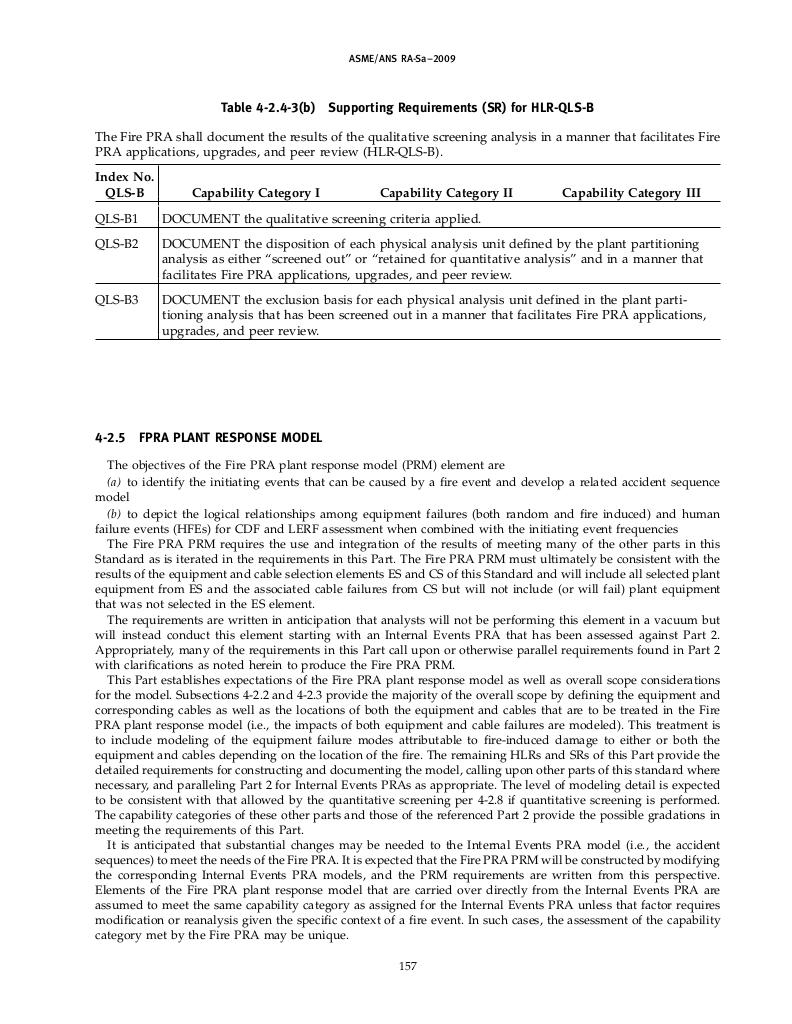 ASME/ANS RA-Sa–2009
Table 4-2.4-3(b) Supporting Requirements (SR) for HLR-QLS-B
The Fire PRA shall document the results of the qualitative screening analysis in a manner that facilitates Fire
PRA applications, upgrades, and peer review (HLR-QLS-B).
Index No.
QLS-B Capability Category I Capability Category II Capability Category III
QLS-B1 DOCUMENT the qualitative screening criteria applied.
QLS-B2 DOCUMENT the disposition of each physical analysis unit defined by the plant partitioning
analysis as either “screened out” or “retained for quantitative analysis” and in a manner that
facilitates Fire PRA applications, upgrades, and peer review.
QLS-B3 DOCUMENT the exclusion basis for each physical analysis unit defined in the plant parti-
tioning analysis that has been screened out in a manner that facilitates Fire PRA applications,
upgrades, and peer review.
4-2.5 FPRA PLANT RESPONSE MODEL
The objectives of the Fire PRA plant response model (PRM) element are
(a) to identify the initiating events that can be caused by a fire event and develop a related accident sequence
model
(b) to depict the logical relationships among equipment failures (both random and fire induced) and human
failure events (HFEs) for CDF and LERF assessment when combined with the initiating event frequencies
The Fire PRA PRM requires the use and integration of the results of meeting many of the other parts in this
Standard as is iterated in the requirements in this Part. The Fire PRA PRM must ultimately be consistent with the
results of the equipment and cable selection elements ES and CS of this Standard and will include all selected plant
equipment from ES and the associated cable failures from CS but will not include (or will fail) plant equipment
that was not selected in the ES element.
The requirements are written in anticipation that analysts will not be performing this element in a vacuum but
will instead conduct this element starting with an Internal Events PRA that has been assessed against Part 2.
Appropriately, many of the requirements in this Part call upon or otherwise parallel requirements found in Part 2
with clarifications as noted herein to produce the Fire PRA PRM.
This Part establishes expectations of the Fire PRA plant response model as well as overall scope considerations
for the model. Subsections 4-2.2 and 4-2.3 provide the majority of the overall scope by defining the equipment and
corresponding cables as well as the locations of both the equipment and cables that are to be treated in the Fire
PRA plant response model (i.e., the impacts of both equipment and cable failures are modeled). This treatment is
to include modeling of the equipment failure modes attributable to fire-induced damage to either or both the
equipment and cables depending on the location of the fire. The remaining HLRs and SRs of this Part provide the
detailed requirements for constructing and documenting the model, calling upon other parts of this standard where
necessary, and paralleling Part 2 for Internal Events PRAs as appropriate. The level of modeling detail is expected
to be consistent with that allowed by the quantitative screening per 4-2.8 if quantitative screening is performed.
The capability categories of these other parts and those of the referenced Part 2 provide the possible gradations in
meeting the requirements of this Part.
It is anticipated that substantial changes may be needed to the Internal Events PRA model (i.e., the accident
sequences) to meet the needs of the Fire PRA. It is expected that the Fire PRA PRM will be constructed by modifying
the corresponding Internal Events PRA models, and the PRM requirements are written from this perspective.
Elements of the Fire PRA plant response model that are carried over directly from the Internal Events PRA are
assumed to meet the same capability category as assigned for the Internal Events PRA unless that factor requires
modification or reanalysis given the specific context of a fire event. In such cases, the assessment of the capability
category met by the Fire PRA may be unique.
157